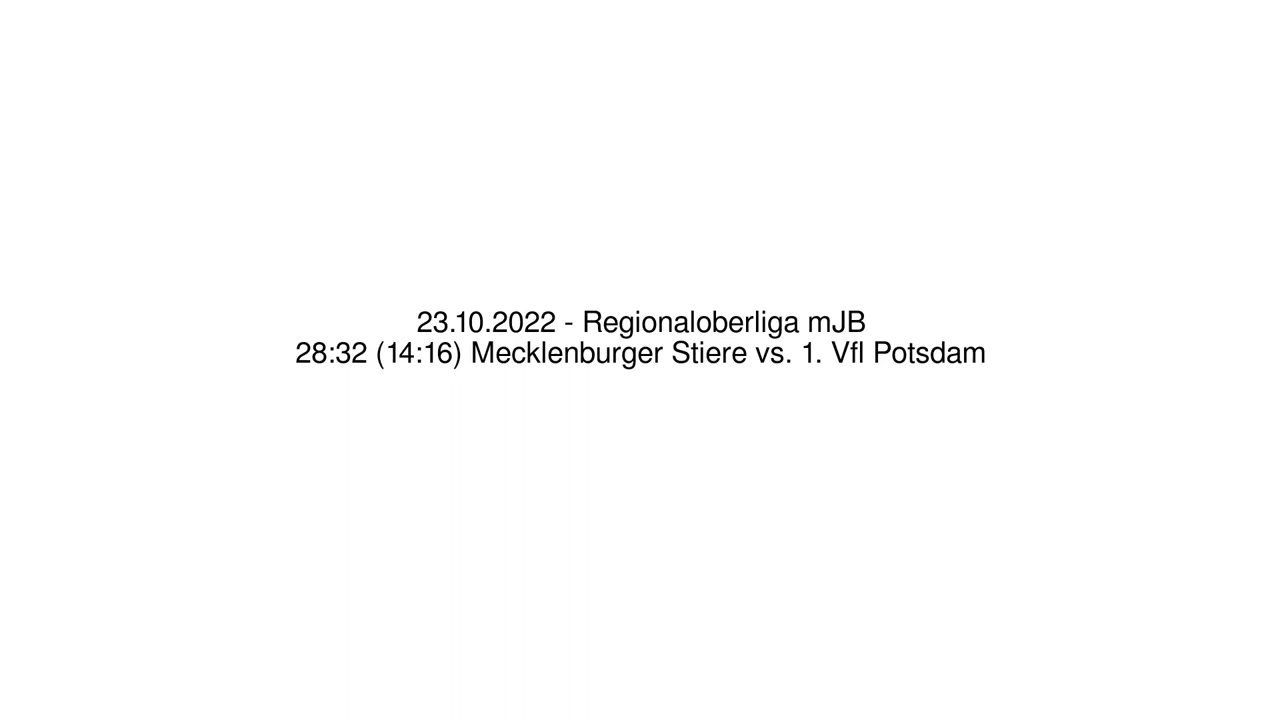 23.10.2022 - Regionaloberliga mJB
28:32 (14:16) Mecklenburger Stiere vs. 1. Vfl Potsdam